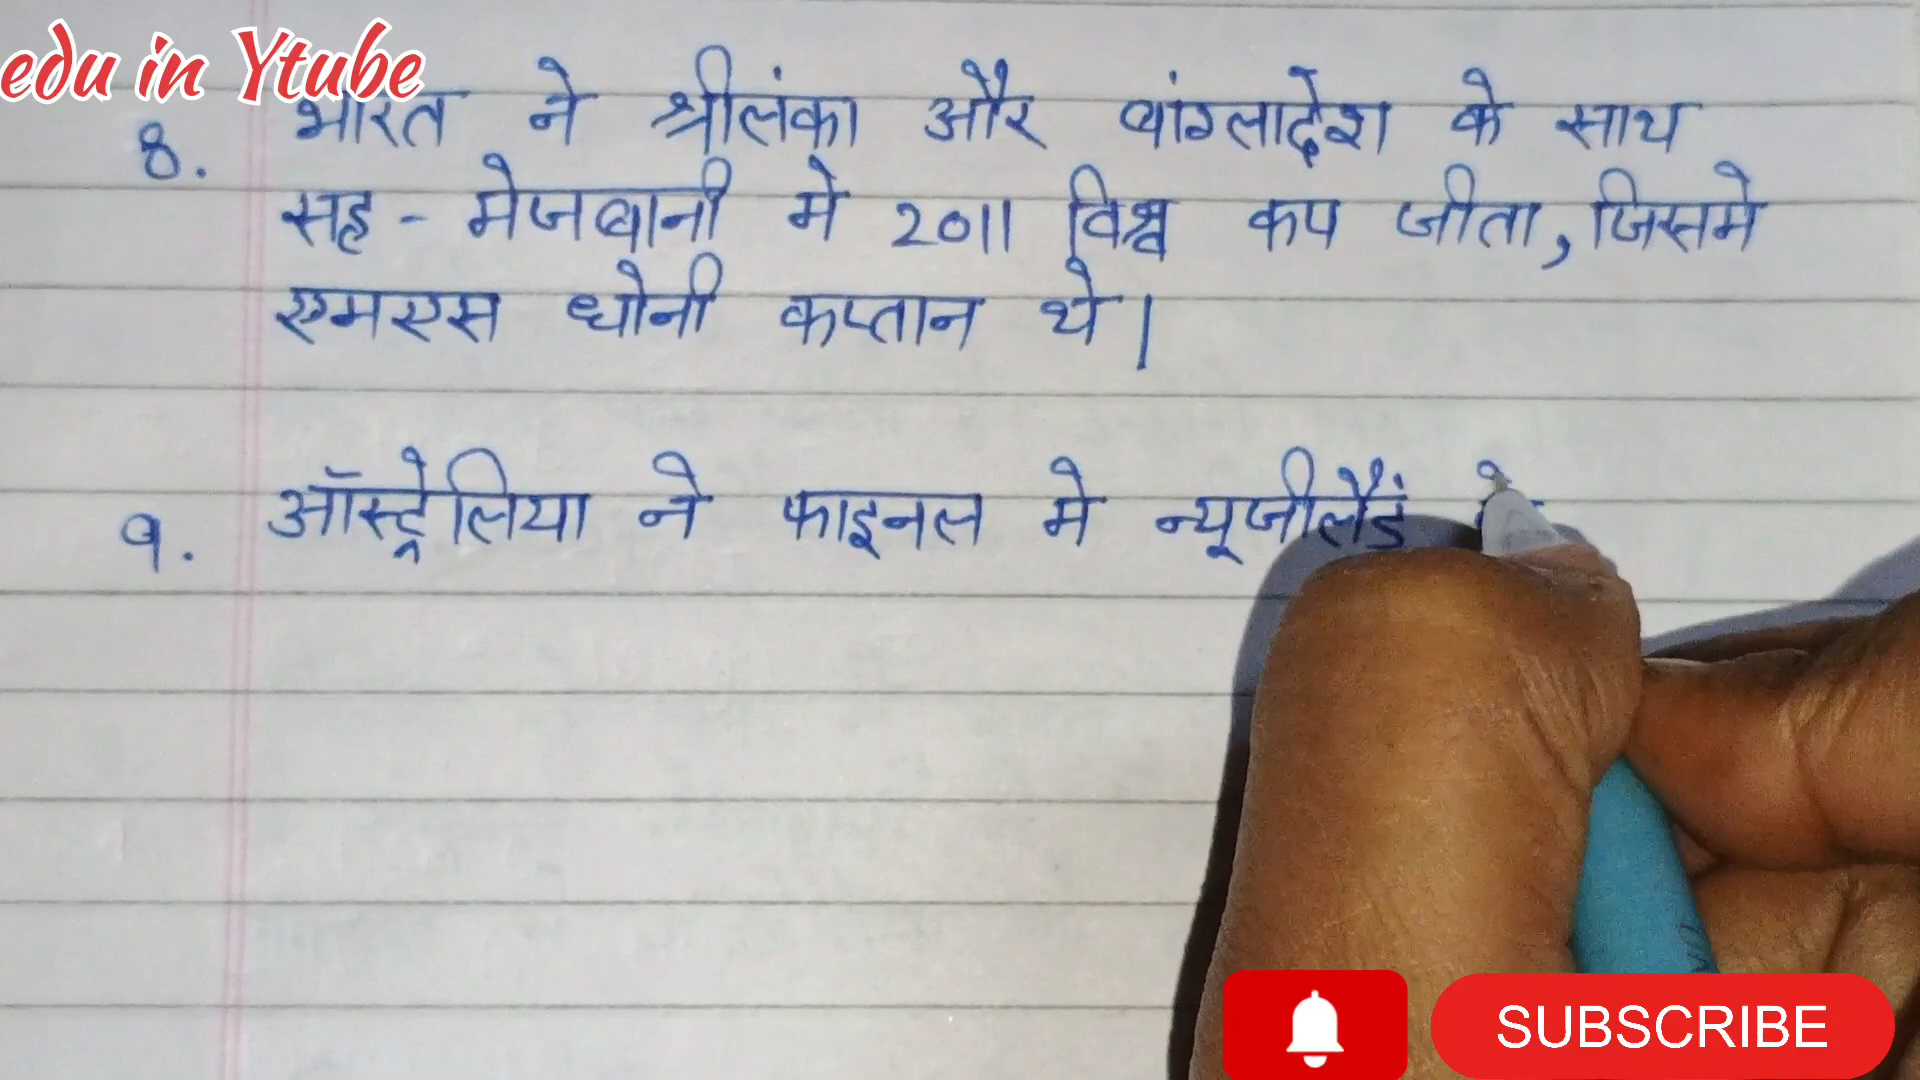 edu in Ytube
8. भारत ने श्रीलंका और बांग्लादेश के साथ
सह - मेजबानी मे 2011 विश्व कप जीता, जिसमे
एमएस धोनी कप्तान थे।
9. ऑस्ट्रेलिया ने फाइनल मे न्यूजीलैंड
SUBSCRIBE